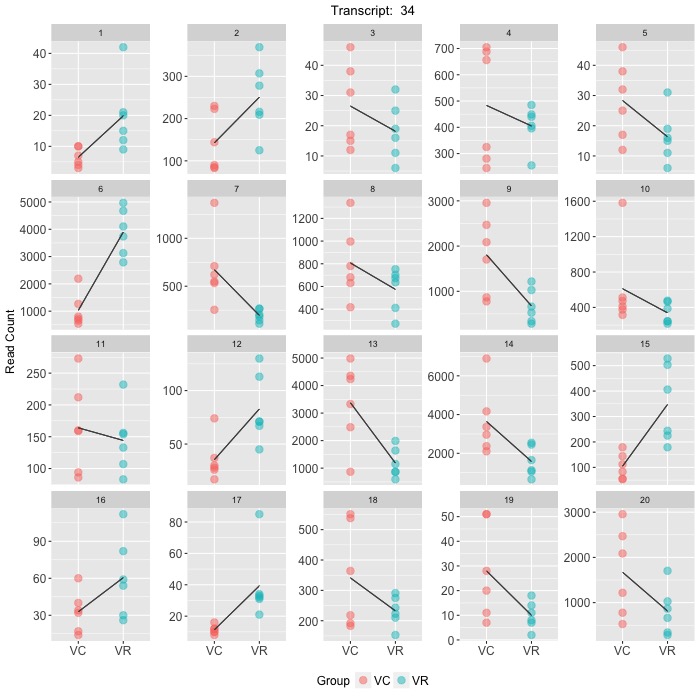 Transcript: 34
1 2 3 4 5
40 30 20 10
300 200 100
40 30 20 10
700 600 500 400 300
40 30 20 10
6 7 8 9 10
5000 4000 3000 2000 1000
1000 500
1200 1000 800 600 400
3000 2000 1000
1600 1200 800 400
Read Count
11 12 13 14 15
250 200 150 100
100 50
5000 4000 3000 2000 1000
6000 4000 2000
500 400 300 200 100
16 17 18 19 20
90 60 30
80 60 40 20
500 400 300 200
50 40 30 20 10 0
3000 2000 1000
VC VR VC VR VC VR VC VR VC VR
Group VC VR